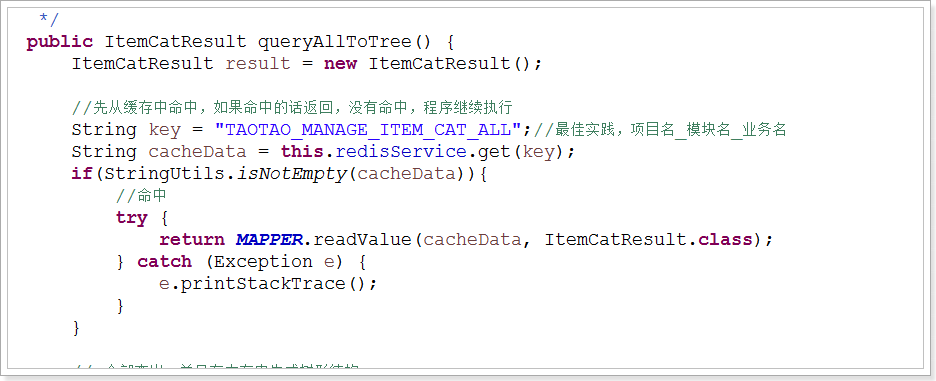 */
public ItemCatResult queryAllToTree() {
ItemCatResult result = new ItemCatResult();
//先从缓存中命中，如果命中的话返回，没有命中，程序继续执行
String key = "TAOTAO_MANAGE_ITEM_CAT_ALL";//最佳实践，项目名_模块名_业务名
String cacheData = this.redisService.get(key);
if(StringUtils.isNotEmpty(cacheData)){
//命中
try {
return MAPPER.readValue(cacheData, ItemCatResult.class);
} catch (Exception e) {
e.printStackTrace();
}
}